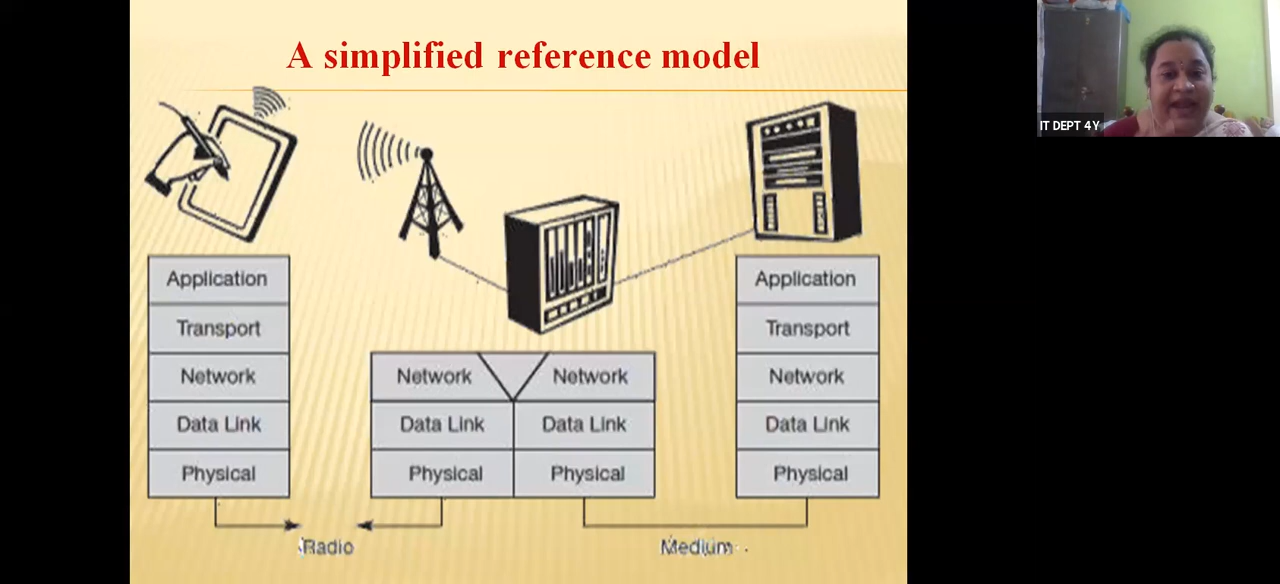 A simplified reference model
IT DEPT 4Y
Application
Transport
Network
Data Link
Physical
Network
Data Link
Physical
Network
Data Link
Physical
Application
Transport
Network
Data Link
Physical
Radio
Medium